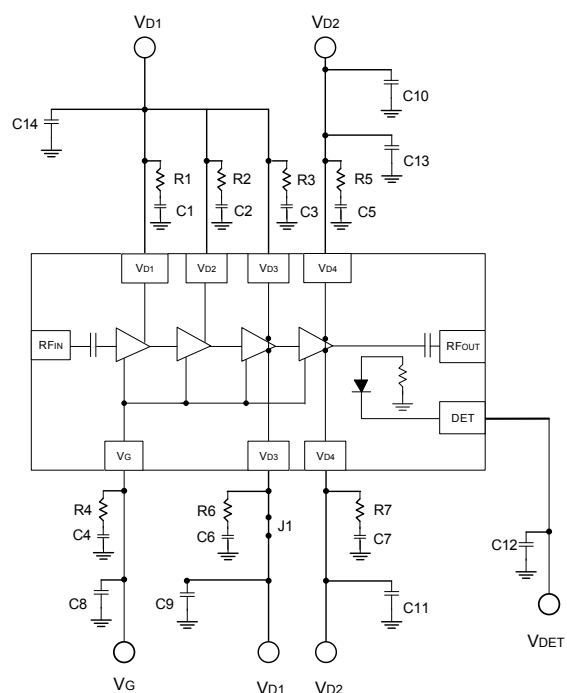 VD1 VD2
C10
C14
C13
R1 R2 R3 R5
C1 C2 C3 C5
VD1 VD2 VD3 VD4
RFIN RFOUT
DET
VG VD3 VD4
R4 R6 R7
C4 C6 J1 C7
C12
C8 C9 C11
VDET
VG VD1 VD2